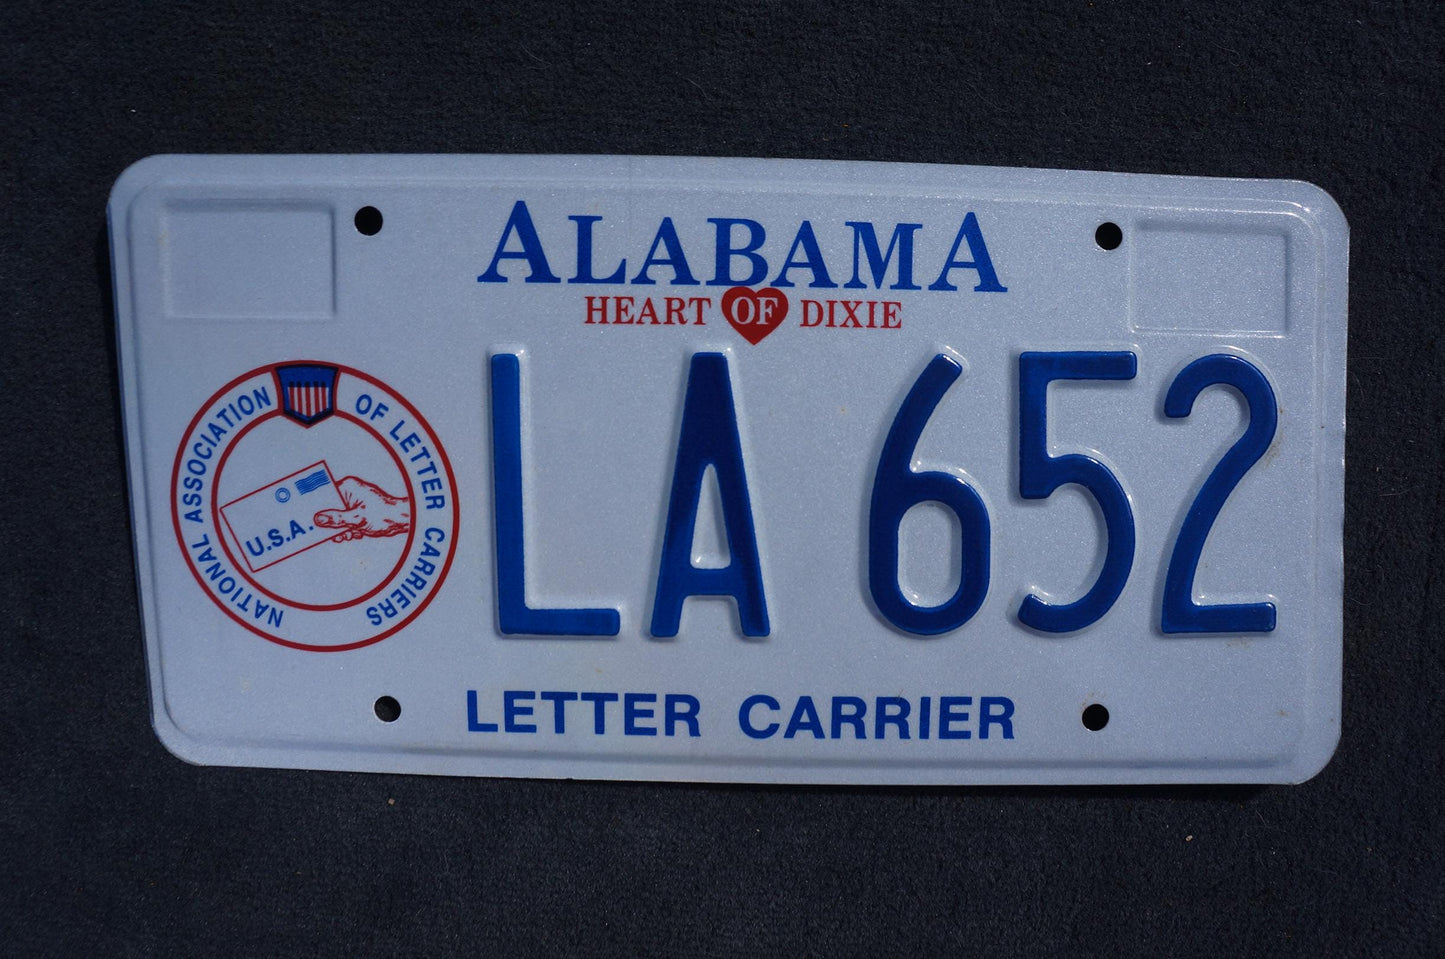 ALABAMA
HEART OF DIXIE
NATIONAL ASSOCIATION OF LETTER CARRIERS
U.S.A.
LA 652
LETTER CARRIER